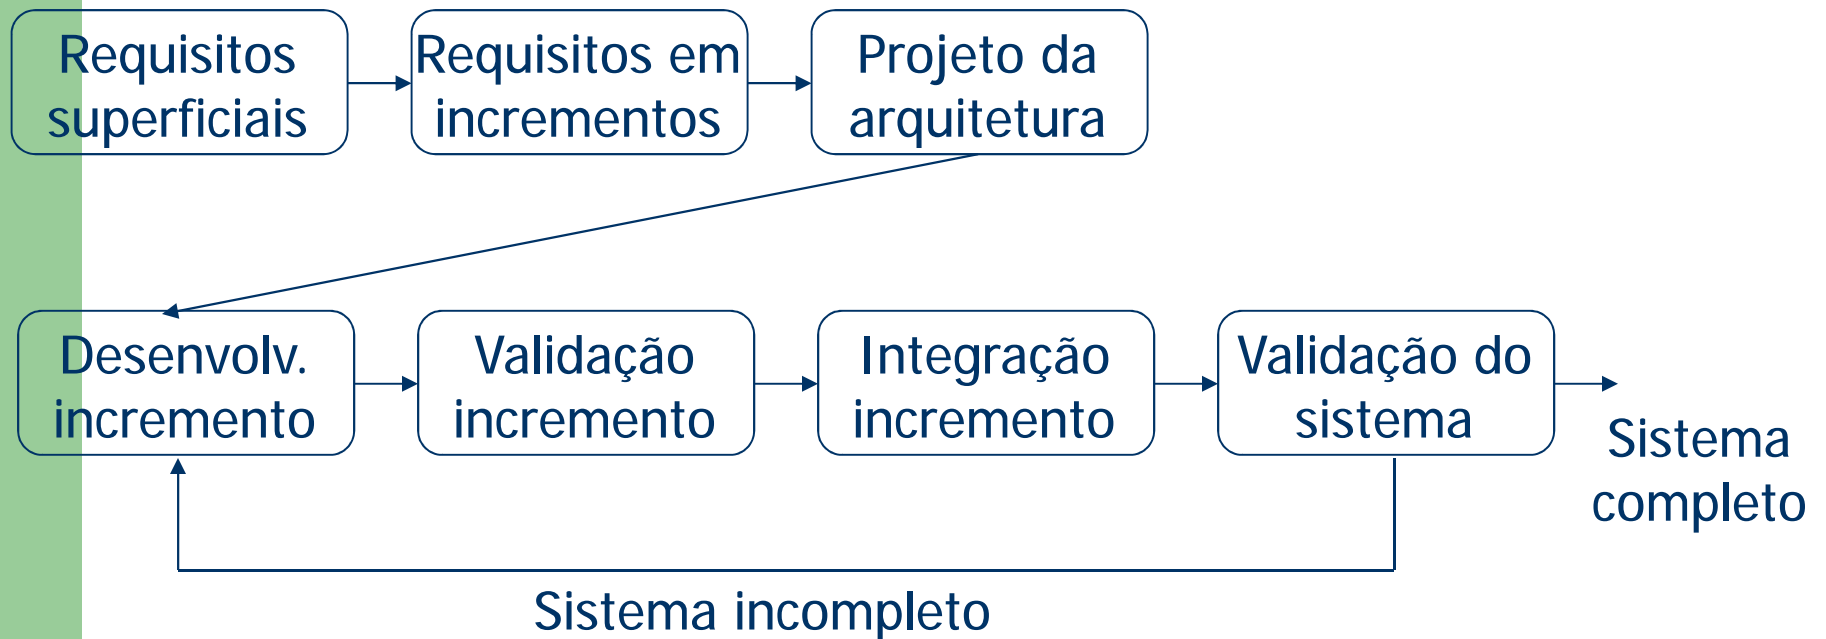 Requisitos
superficiais
Requisitos em
incrementos
Projeto da
arquitetura
Desenvolv.
incremento
Validação
incremento
Integração
incremento
Validação do
sistema
Sistema
completo
Sistema incompleto